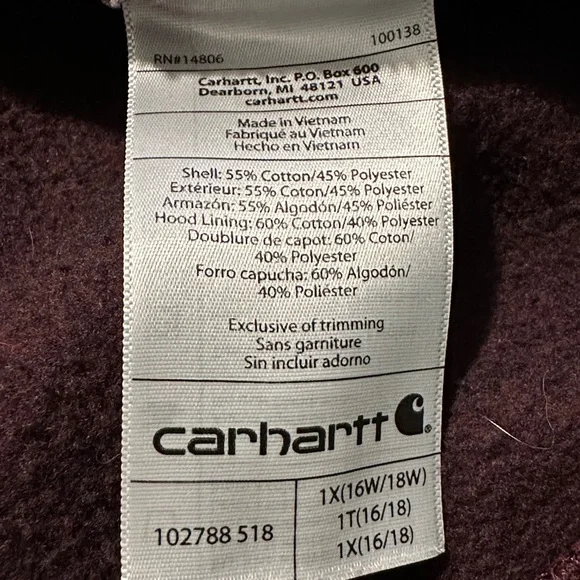 RN#14806 100138
Carhartt, Inc. P.O. Box 600
Dearborn, MI 48121 USA
carhartt.com
Made in Vietnam
Fabriqué au Vietnam
Hecho en Vietnam
Shell: 55% Cotton/45% Polyester
Extérieur: 55% Coton/45% Polyester
Armazón: 55% Algodón/45% Poliéster
Hood Lining: 60% Cotton/40% Polyester
Doublure de capot: 60% Coton/
40% Polyester
Forro capucha: 60% Algodón/
40% Poliéster
Exclusive of trimming
Sans garniture
Sin incluir adorno
carhartt
102788 518
1X(16W/18W)
1T(16/18)
1X(16/18)